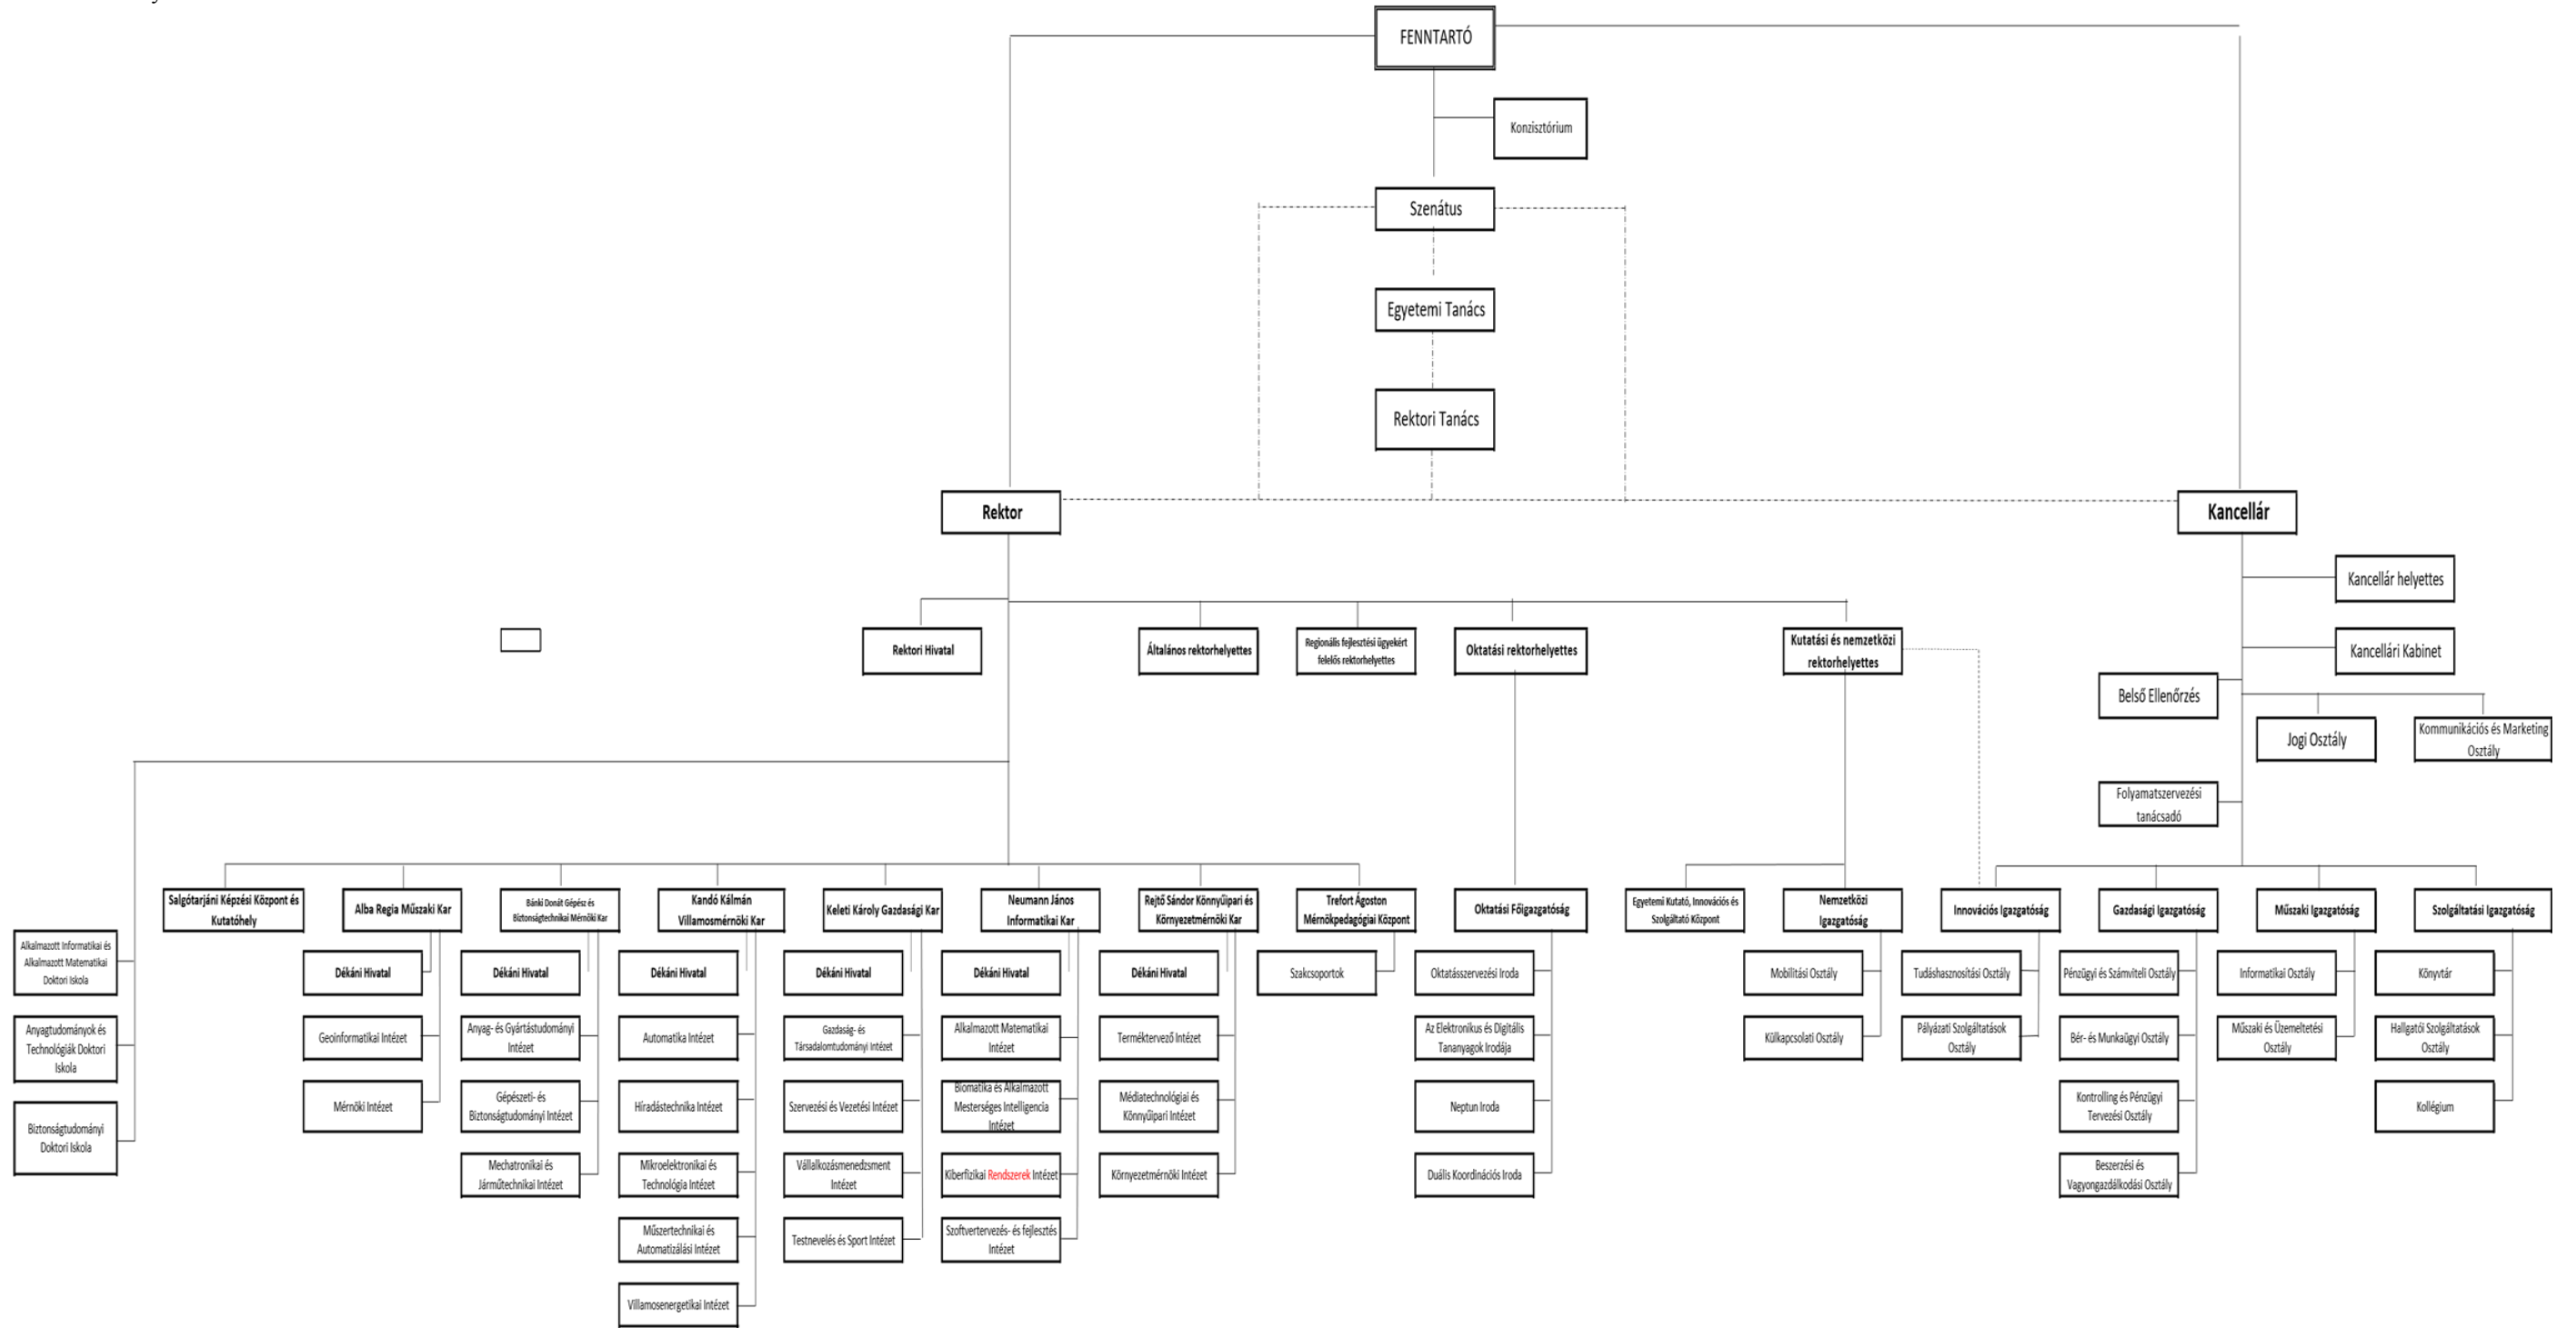 FENNTARTÓ
Konzisztórium
Szenátus
Egyetemi Tanács
Rektori Tanács
Rektor
Kancellár
Kancellár helyettes
Rektori Hivatal
Általános rektorhelyettes
Regionális fejlesztési ügyekért
felelős rektorhelyettes
Oktatási rektorhelyettes
Kutatási és nemzetközi
rektorhelyettes
Kancellári Kabinet
Belső Ellenőrzés
Jogi Osztály
Kommunikációs és Marketing
Osztály
Folyamatszervezési
tanácsadó
Salgótarjáni Képzési Központ és
Kutatóhely
Alba Regia Műszaki Kar
Bánki Donát Gépész és
Biztonságtechnikai Mérnöki Kar
Kandó Kálmán
Villamosmérnöki Kar
Keleti Károly Gazdasági Kar
Neumann János
Informatikai Kar
Rejtő Sándor Könnyűipari és
Környezetmérnöki Kar
Trefort Ágoston
Mérnökpedagógiai Központ
Oktatási Főigazgatóság
Egyetemi Kutató, Innovációs és
Szolgáltató Központ
Nemzetközi
Igazgatóság
Innovációs Igazgatóság
Gazdasági Igazgatóság
Műszaki Igazgatóság
Szolgáltatási Igazgatóság
Alkalmazott Informatikai és
Alkalmazott Matematikai
Doktori Iskola
Dékáni Hivatal
Dékáni Hivatal
Dékáni Hivatal
Dékáni Hivatal
Dékáni Hivatal
Dékáni Hivatal
Szakcsoportok
Oktatásszervezési Iroda
Mobilitási Osztály
Tudáshasznosítási Osztály
Pénzügyi és Számviteli Osztály
Informatikai Osztály
Könyvtár
Anyagtudományok és
Technológiák Doktori
Iskola
Geoinformatikai Intézet
Anyag- és Gyártástudományi
Intézet
Automatika Intézet
Gazdaság- és
Társadalomtudományi Intézet
Alkalmazott Matematikai
Intézet
Terméktervező Intézet
Az Elektronikus és Digitális
Tananyagok Irodája
Külkapcsolati Osztály
Pályázati Szolgáltatások
Osztály
Bér- és Munkaügyi Osztály
Műszaki és Üzemeltetési
Osztály
Hallgatói Szolgáltatások
Osztály
Biztonságtudományi
Doktori Iskola
Mérnöki Intézet
Gépészeti- és
Biztonságtudományi Intézet
Híradástechnika Intézet
Szervezési és Vezetési Intézet
Biomatika és Alkalmazott
Mesterséges Intelligencia
Intézet
Médiatechnológiai és
Könnyűipari Intézet
Neptun Iroda
Kontrolling és Pénzügyi
Tervezési Osztály
Kollégium
Mechatronikai és
Járműtechnikai Intézet
Mikroelektronikai és
Technológia Intézet
Vállalkozásmenedzsment
Intézet
Kiberfizikai Rendszerek Intézet
Környezetmérnöki Intézet
Duális Koordinációs Iroda
Beszerzési és
Vagyongazdálkodási Osztály
Műszertechnikai és
Automatizálási Intézet
Testnevelés és Sport Intézet
Szoftvertervezés- és fejlesztés
Intézet
Villamosenergetikai Intézet